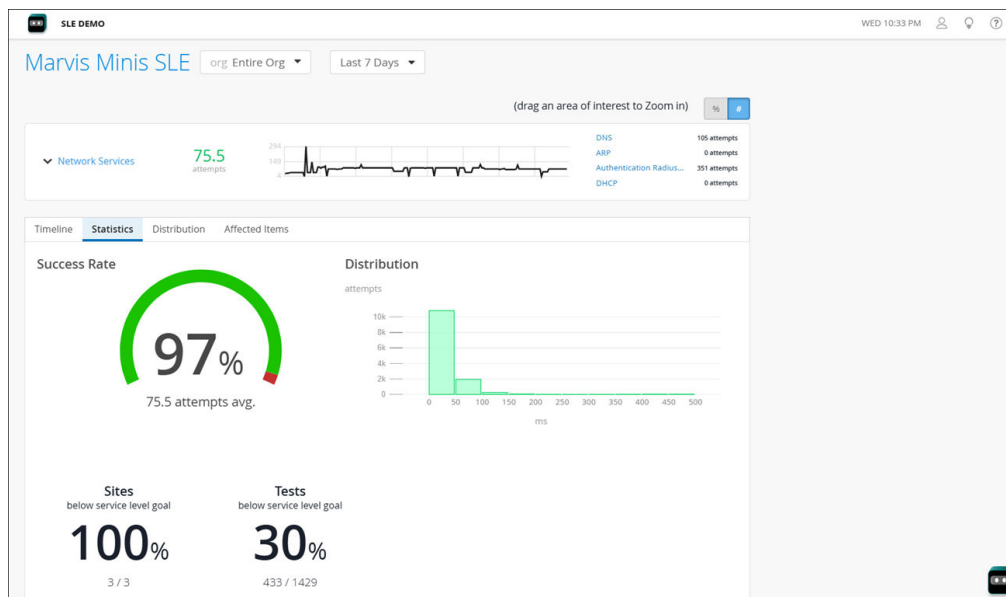 SLE DEMO
WED 10:33 PM
Marvis Minis SLE
org Entire Org
Last 7 Days
(drag an area of interest to Zoom in)
% #
Network Services
75.5
attempts
294
149
4
DNS 105 attempts
ARP 0 attempts
Authentication Radius... 351 attempts
DHCP 0 attempts
Timeline Statistics Distribution Affected Items
Success Rate
97%
75.5 attempts avg.
Distribution
attempts
10k
8k
6k
4k
2k
0
0 50 100 150 200 250 300 350 400 450 500
ms
Sites
below service level goal
100%
3 / 3
Tests
below service level goal
30%
433 / 1429